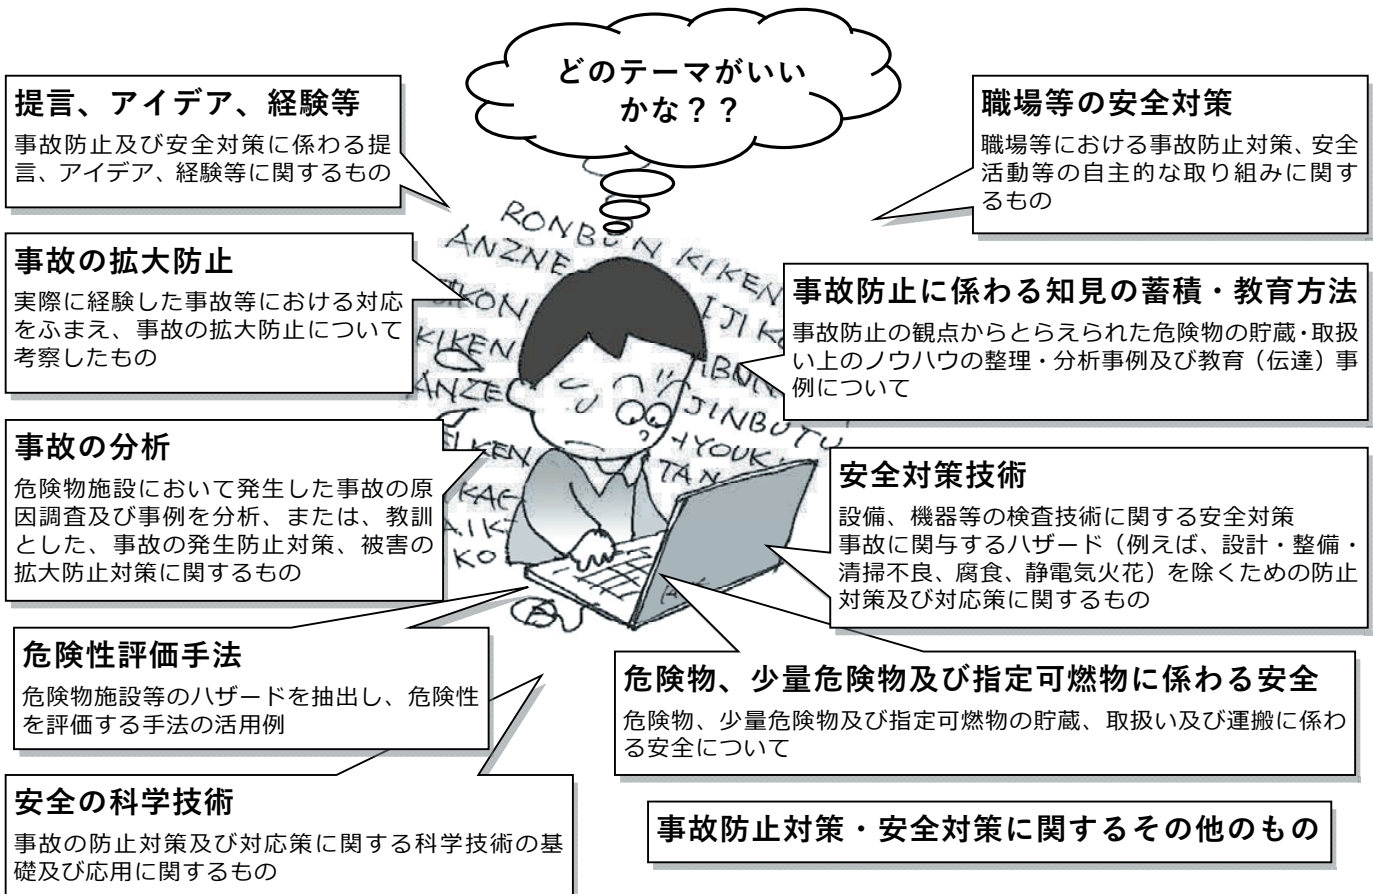 どのテーマがいい
かな？？
提言、アイデア、経験等
事故防止及び安全対策に係わる提
言、アイデア、経験等に関するもの
職場等の安全対策
職場等における事故防止対策、安全
活動等の自主的な取り組みに関す
るもの
事故の拡大防止
実際に経験した事故等における対応
をふまえ、事故の拡大防止について
考察したもの
事故防止に係わる知見の蓄積・教育方法
事故防止の観点からとらえられた危険物の貯蔵・取扱
い上のノウハウの整理・分析事例及び教育（伝達）事
例について
事故の分析
危険物施設において発生した事故の原
因調査及び事例を分析、または、教訓
とした、事故の発生防止対策、被害の
拡大防止対策に関するもの
安全対策技術
設備、機器等の検査技術に関する安全対策
事故に関与するハザード（例えば、設計・整備・
清掃不良、腐食、静電気火花）を除くための防止
対策及び対応策に関するもの
危険性評価手法
危険物施設等のハザードを抽出し、危険性
を評価する手法の活用例
危険物、少量危険物及び指定可燃物に係わる安全
危険物、少量危険物及び指定可燃物の貯蔵、取扱い及び運搬に係わ
る安全について
安全の科学技術
事故の防止対策及び対応策に関する科学技術の基
礎及び応用に関するもの
事故防止対策・安全対策に関するその他のもの
RONBUN KIKEN
ANZNE
KIKEN
ANZE
JINBUTU
HYOUK
TAN
KO